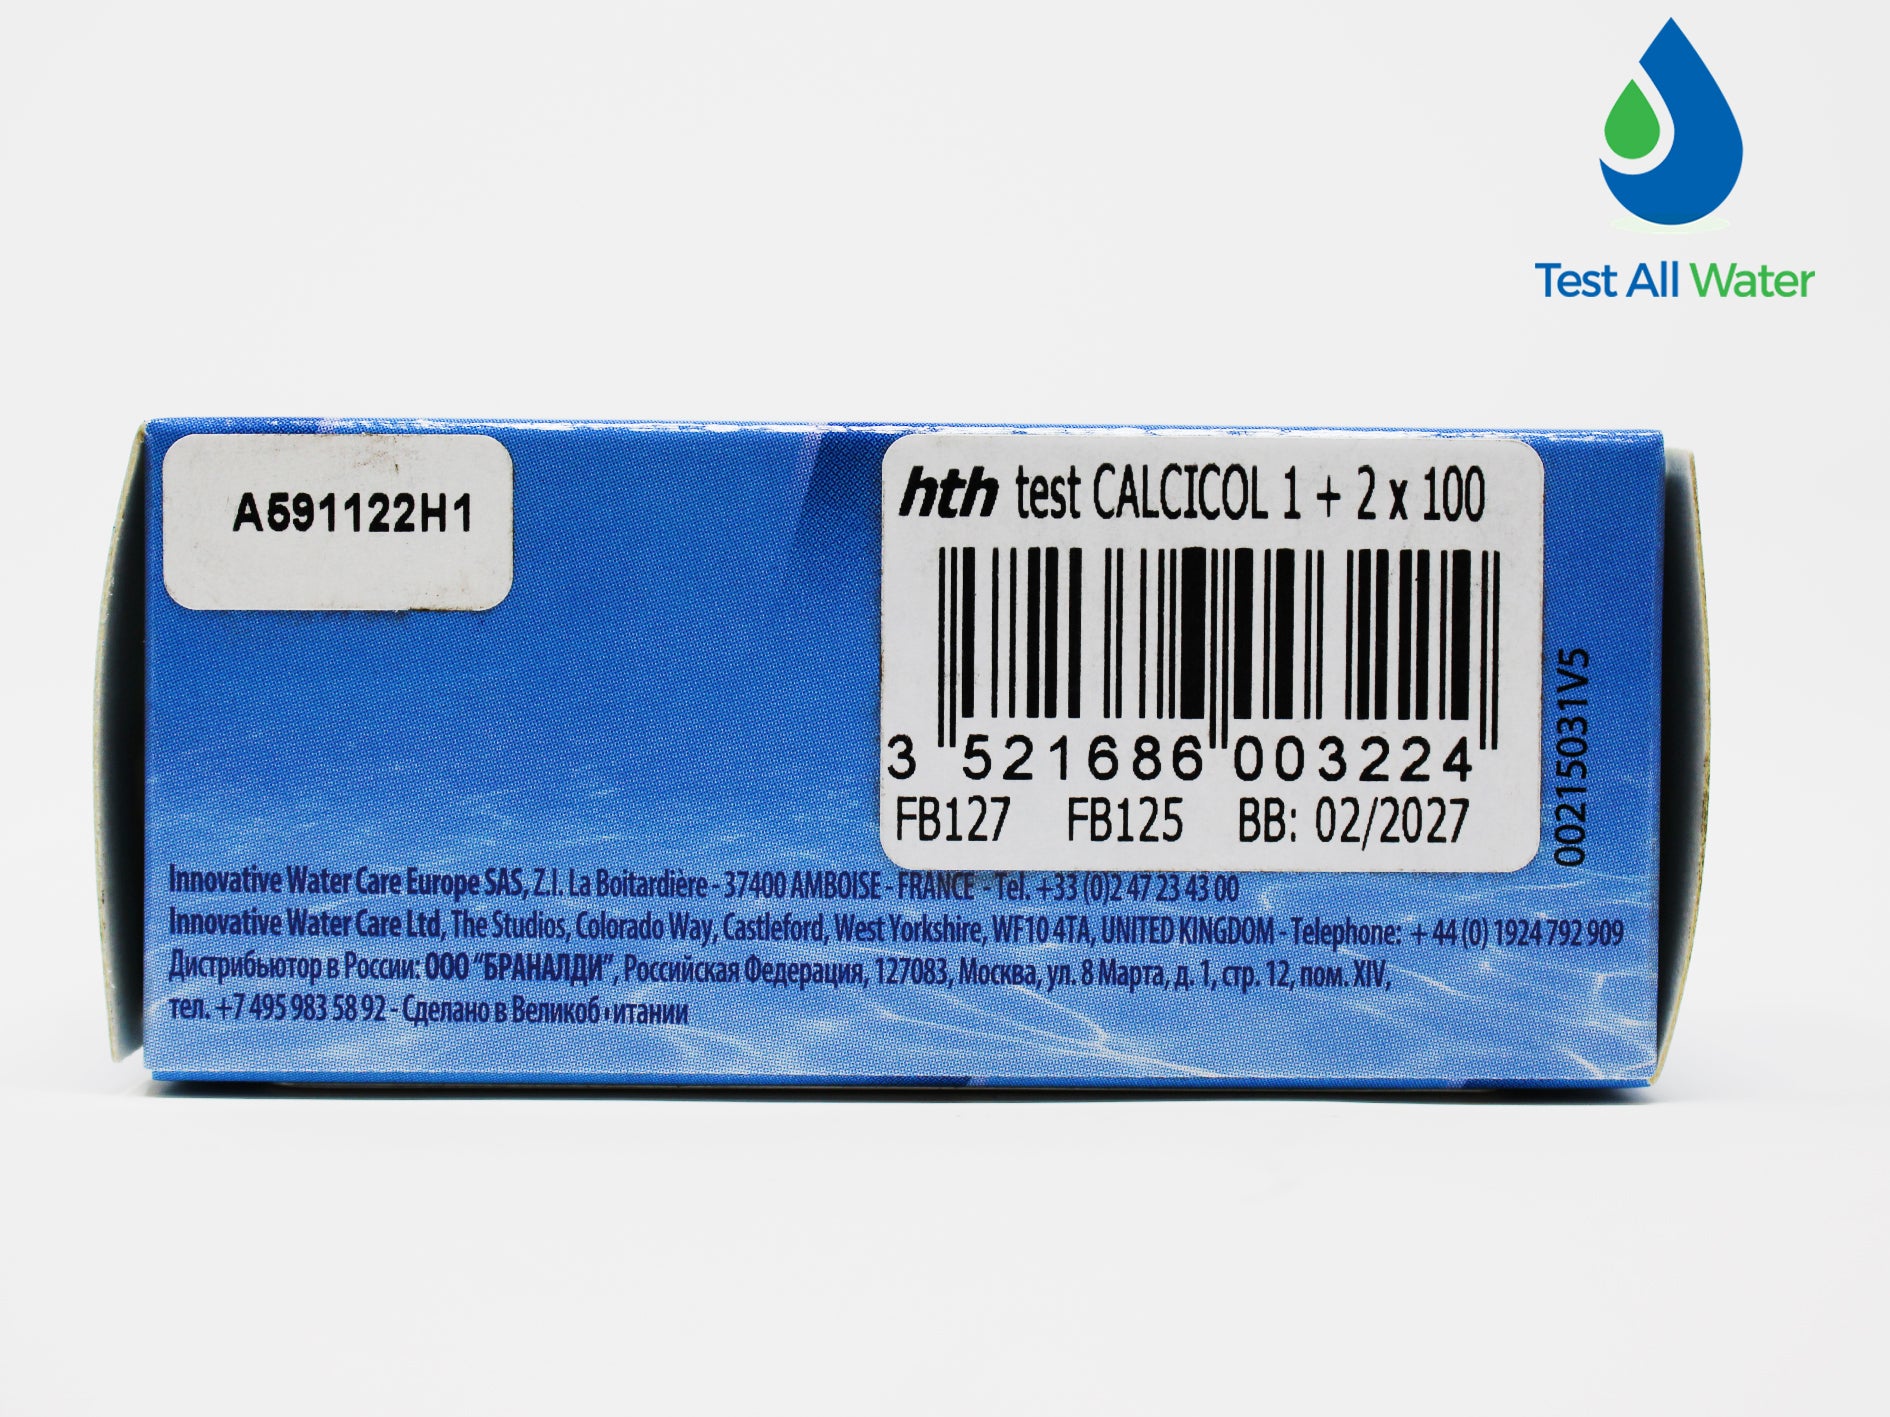 Test All Water
A591122H1
hth test CALCICOL 1 + 2 x 100
3 521686 003224
FB127 FB125 BB: 02/2027
00215031V5
Innovative Water Care Europe SAS, Z.I. La Boitardière - 37400 AMBOISE - FRANCE - Tel. +33 (0)2 47 23 43 00
Innovative Water Care Ltd, The Studios, Colorado Way, Castleford, West Yorkshire, WF10 4TA, UNITED KINGDOM - Telephone: + 44 (0) 1924 792 909
Дистрибьютор в России: ООО "БРАНАЛДИ", Российская Федерация, 127083, Москва, ул. 8 Марта, д. 1, стр. 12, пом. XIV,
тел. +7 495 983 58 92 - Сделано в Великоб•итании